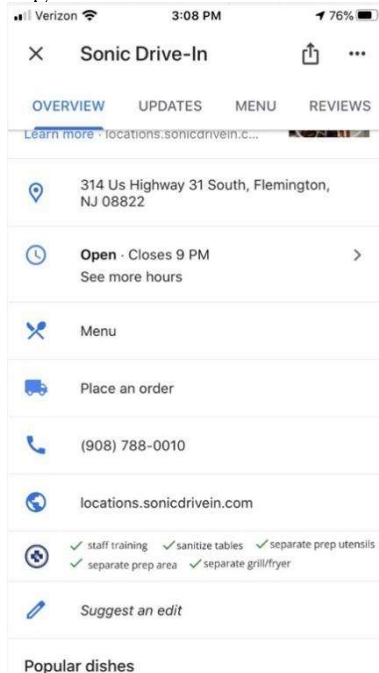 Verizon 3:08 PM 76%
Sonic Drive-In
OVERVIEW UPDATES MENU REVIEWS
Learn more · locations.sonicdrivein.c...
314 Us Highway 31 South, Flemington,
NJ 08822
Open · Closes 9 PM
See more hours
Menu
Place an order
(908) 788-0010
locations.sonicdrivein.com
staff training sanitize tables separate prep utensils
separate prep area separate grill/fryer
Suggest an edit
Popular dishes